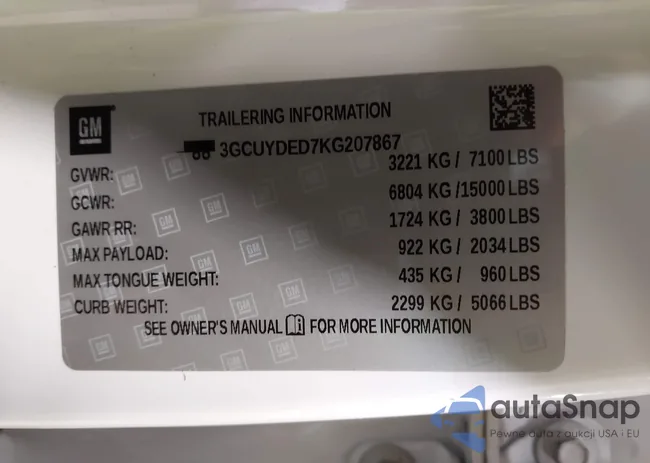 GM
TRAILERING INFORMATION
3GCUYDED7KG207867
GVWR: 3221 KG / 7100 LBS
GCWR: 6804 KG /15000 LBS
GAWR RR: 1724 KG / 3800 LBS
MAX PAYLOAD: 922 KG / 2034 LBS
MAX TONGUE WEIGHT: 435 KG / 960 LBS
CURB WEIGHT: 2299 KG / 5066 LBS
SEE OWNER'S MANUAL FOR MORE INFORMATION
autaSnap
Pewne auta z aukcji USA i EU